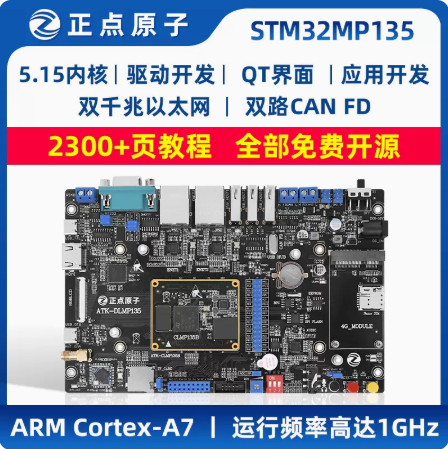 正点原子 STM32MP135
5.15内核 | 驱动开发 | QT界面 | 应用开发
双千兆以太网 | 双路CAN FD
2300+页教程 全部免费开源
正点原子
ATK-DLMP135
CLMP135B
4G_MODULE
ARM Cortex-A7 | 运行频率高达1GHz